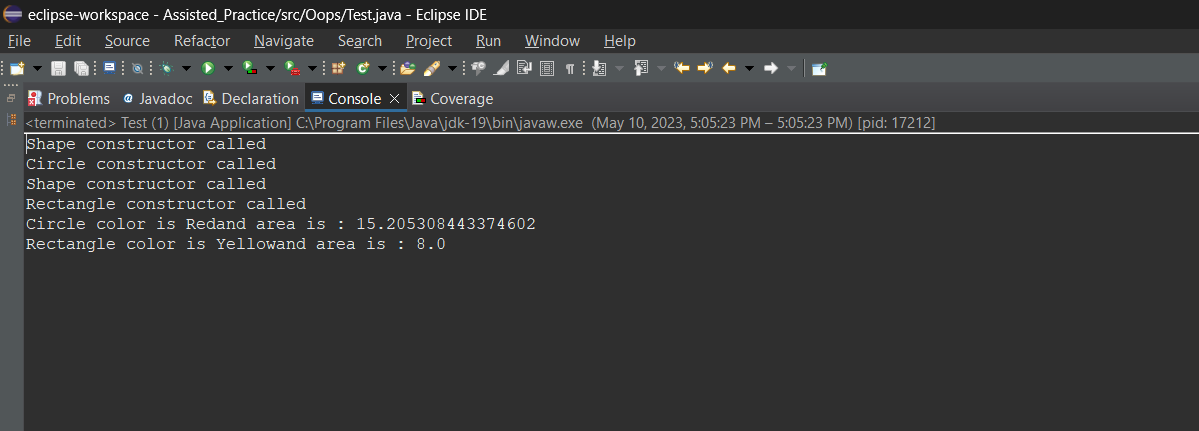 eclipse-workspace - Assisted_Practice/src/Oops/Test.java - Eclipse IDE
File Edit Source Refactor Navigate Search Project Run Window Help
Problems Javadoc Declaration Console Coverage
<terminated> Test (1) [Java Application] C:\Program Files\Java\jdk-19\bin\javaw.exe (May 10, 2023, 5:05:23 PM – 5:05:23 PM) [pid: 17212]
Shape constructor called
Circle constructor called
Shape constructor called
Rectangle constructor called
Circle color is Redand area is : 15.205308443374602
Rectangle color is Yellowand area is : 8.0